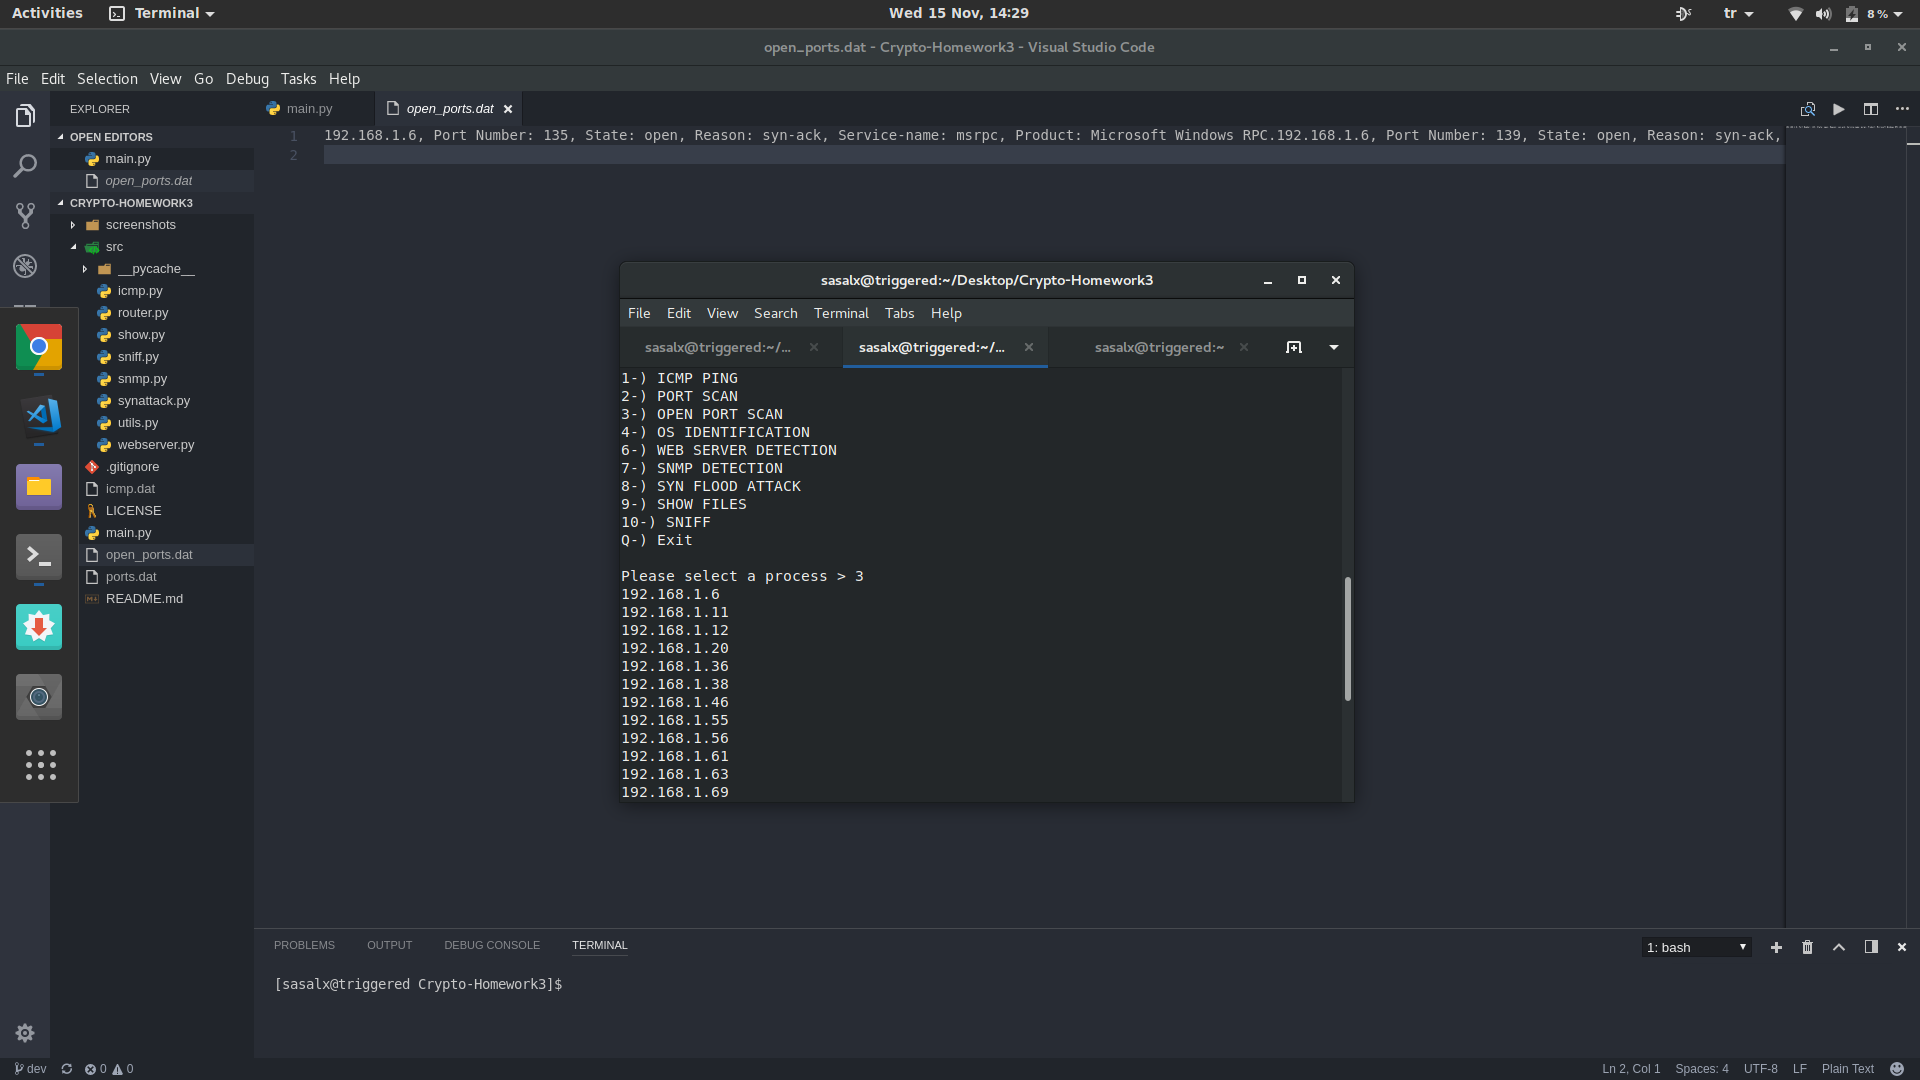 Activities Terminal Wed 15 Nov, 14:29 tr 8 %
open_ports.dat - Crypto-Homework3 - Visual Studio Code
File Edit Selection View Go Debug Tasks Help
EXPLORER
OPEN EDITORS
main.py
open_ports.dat
CRYPTO-HOMEWORK3
screenshots
src
__pycache__
icmp.py
router.py
show.py
sniff.py
snmp.py
synattack.py
utils.py
webserver.py
.gitignore
icmp.dat
LICENSE
main.py
open_ports.dat
ports.dat
README.md
main.py open_ports.dat
1 192.168.1.6, Port Number: 135, State: open, Reason: syn-ack, Service-name: msrpc, Product: Microsoft Windows RPC.192.168.1.6, Port Number: 139, State: open, Reason: syn-ack,
2
sasalx@triggered:~/Desktop/Crypto-Homework3
File Edit View Search Terminal Tabs Help
sasalx@triggered:~/... sasalx@triggered:~/... sasalx@triggered:~
1-) ICMP PING
2-) PORT SCAN
3-) OPEN PORT SCAN
4-) OS IDENTIFICATION
6-) WEB SERVER DETECTION
7-) SNMP DETECTION
8-) SYN FLOOD ATTACK
9-) SHOW FILES
10-) SNIFF
Q-) Exit
Please select a process > 3
192.168.1.6
192.168.1.11
192.168.1.12
192.168.1.20
192.168.1.36
192.168.1.38
192.168.1.46
192.168.1.55
192.168.1.56
192.168.1.61
192.168.1.63
192.168.1.69
PROBLEMS OUTPUT DEBUG CONSOLE TERMINAL 1: bash
[sasalx@triggered Crypto-Homework3]$
dev 0 0 Ln 2, Col 1 Spaces: 4 UTF-8 LF Plain Text